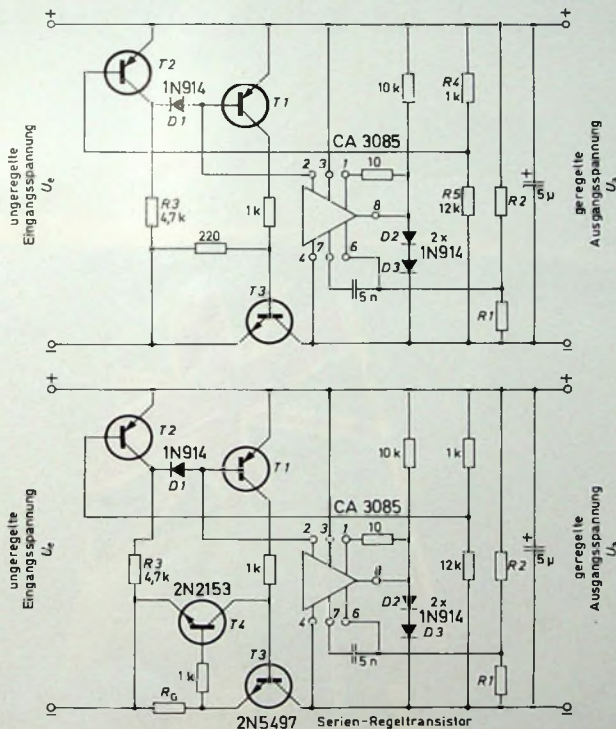 +
+
T2
1N914
D1
T1
10 k
R4
1k
CA 3085
2 3 1
10
ungeregelte
Eingangsspannung
Ue
R3
4,7k
1k
8
R5
12k
R2
+
5µ
geregelte
Ausgangsspannung
220
D2
2x
1N914
D3
4 7 6
5n
T3
R1
−
−
+
+
T2
1N914
D1
T1
10 k
1k
CA 3085
2 3 1
10
ungeregelte
Eingangsspannung
Ue
R3
4,7k
1k
8
12k
R2
+
5µ
geregelte
Ausgangsspannung
2N2153
T4
D2
2x
1N914
D3
4 7 6
5n
1k
T3
RG
R1
−
−
2N5497
Serien-Regeltransistor